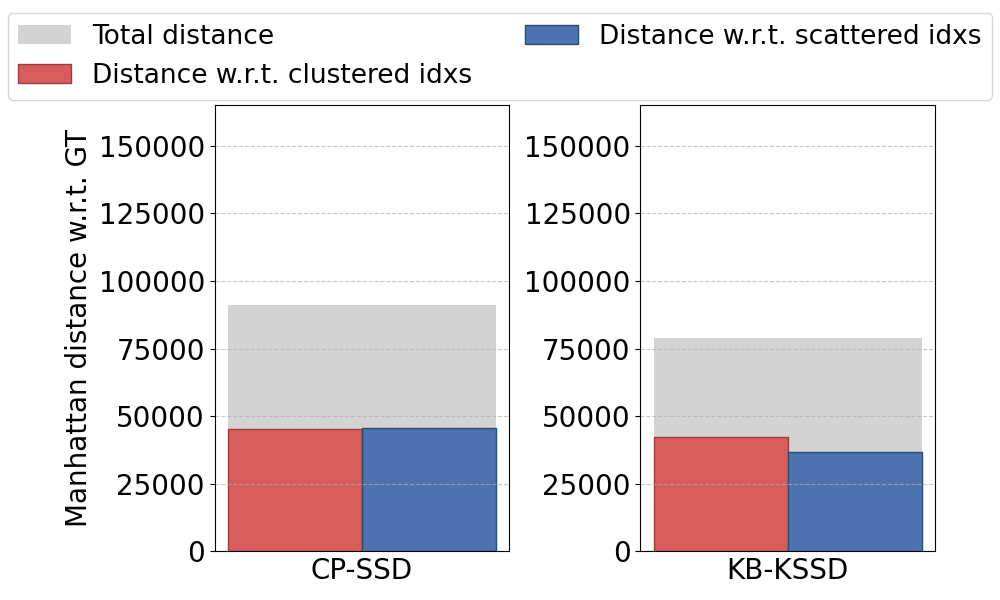 Total distance
Distance w.r.t. clustered idxs
Distance w.r.t. scattered idxs
Manhattan distance w.r.t. GT
150000
125000
100000
75000
50000
25000
0
CP-SSD
150000
125000
100000
75000
50000
25000
0
KB-KSSD